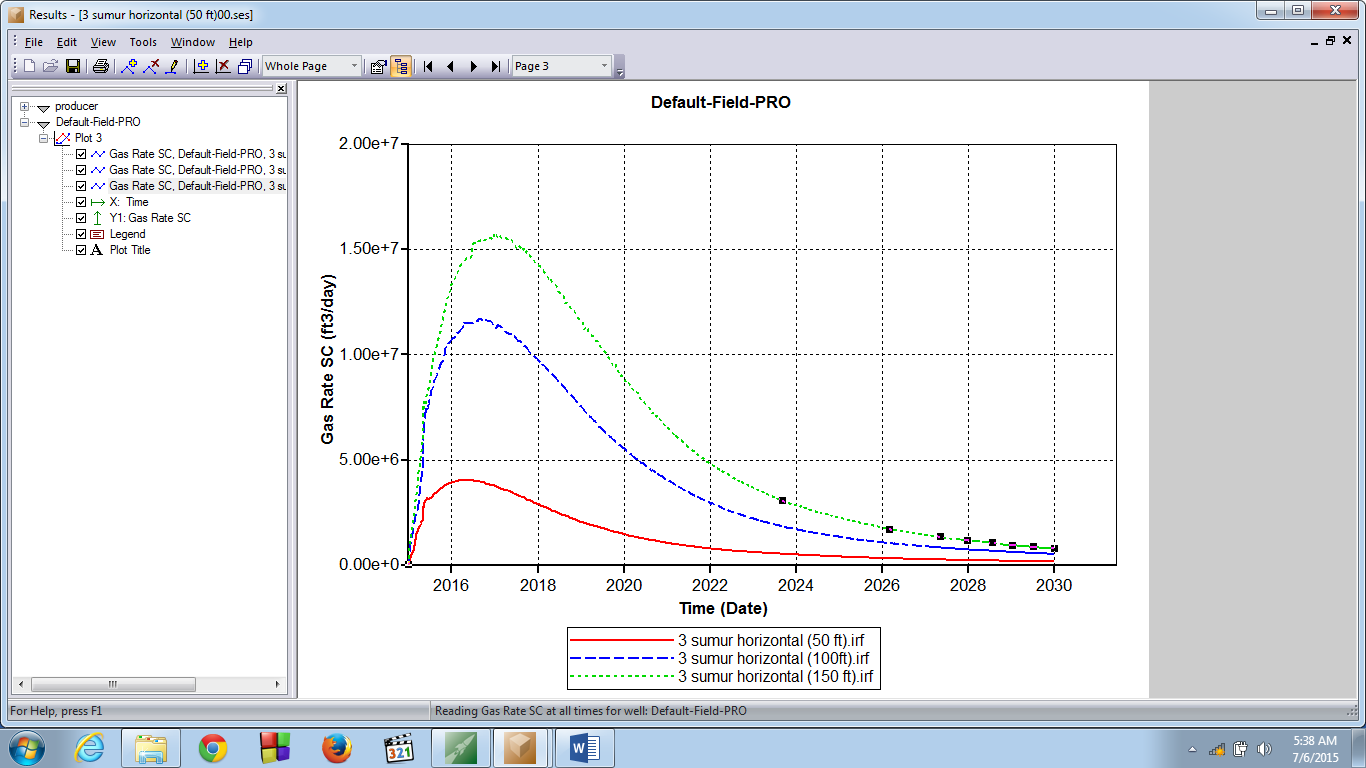 Results - [3 sumur horizontal (50 ft)00.ses]
File Edit View Tools Window Help
Whole Page Page 3
producer
Default-Field-PRO
Plot 3
Gas Rate SC, Default-Field-PRO, 3 su
Gas Rate SC, Default-Field-PRO, 3 su
Gas Rate SC, Default-Field-PRO, 3 su
X: Time
Y1: Gas Rate SC
Legend
A Plot Title
Default-Field-PRO
2.00e+7
1.50e+7
1.00e+7
5.00e+6
0.00e+0
Gas Rate SC (ft3/day)
2016 2018 2020 2022 2024 2026 2028 2030
Time (Date)
3 sumur horizontal (50 ft).irf
3 sumur horizontal (100ft).irf
3 sumur horizontal (150 ft).irf
For Help, press F1
Reading Gas Rate SC at all times for well: Default-Field-PRO
321
W
5:38 AM
7/6/2015